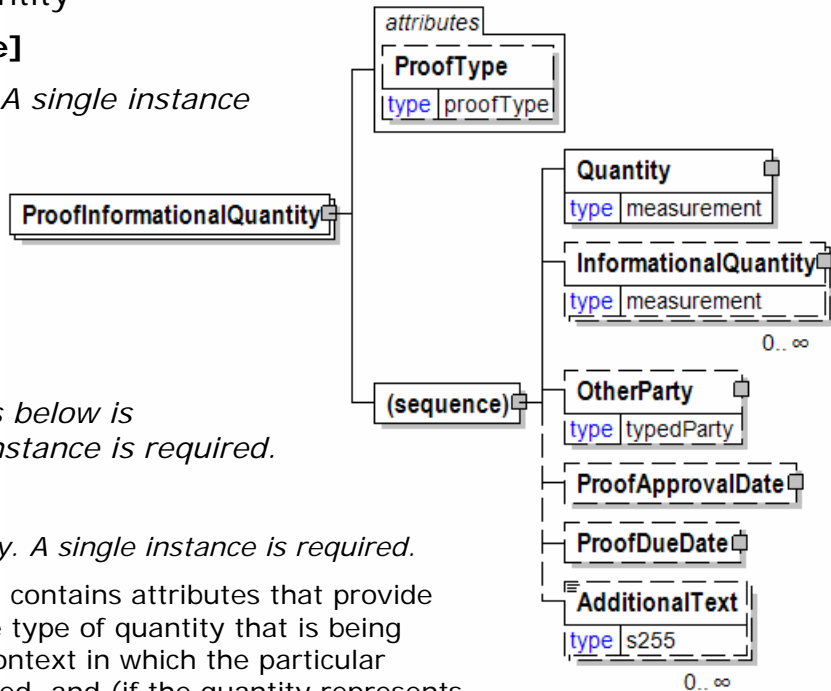 ntity
e]
A single instance
s below is
nstance is required.
y. A single instance is required.
contains attributes that provide
e type of quantity that is being
ontext in which the particular
ed, and (if the quantity represents
attributes
ProofType
type proofType
ProofInformationalQuantity
(sequence)
Quantity
type measurement
InformationalQuantity
type measurement
0.. ∞
OtherParty
type typedParty
ProofApprovalDate
ProofDueDate
AdditionalText
type s255
0.. ∞